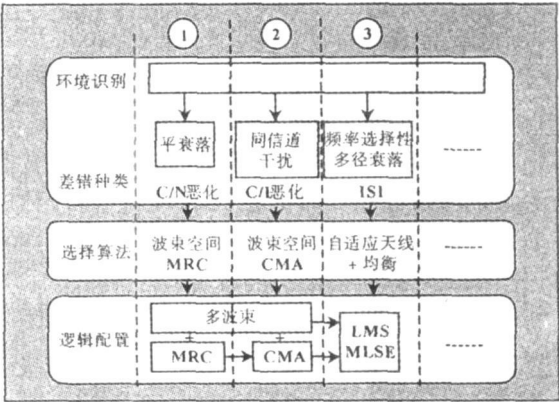 1 2 3
环境识别
平衰落 同信道 频率选择性
干扰 多径衰落
差错种类
C/N恶化 C/I恶化 ISI
波束空间 波束空间 自适应天线
选择算法
MRC CMA +均衡
多波束
LMS
逻辑配置
MLSE
+ +
MRC CMA